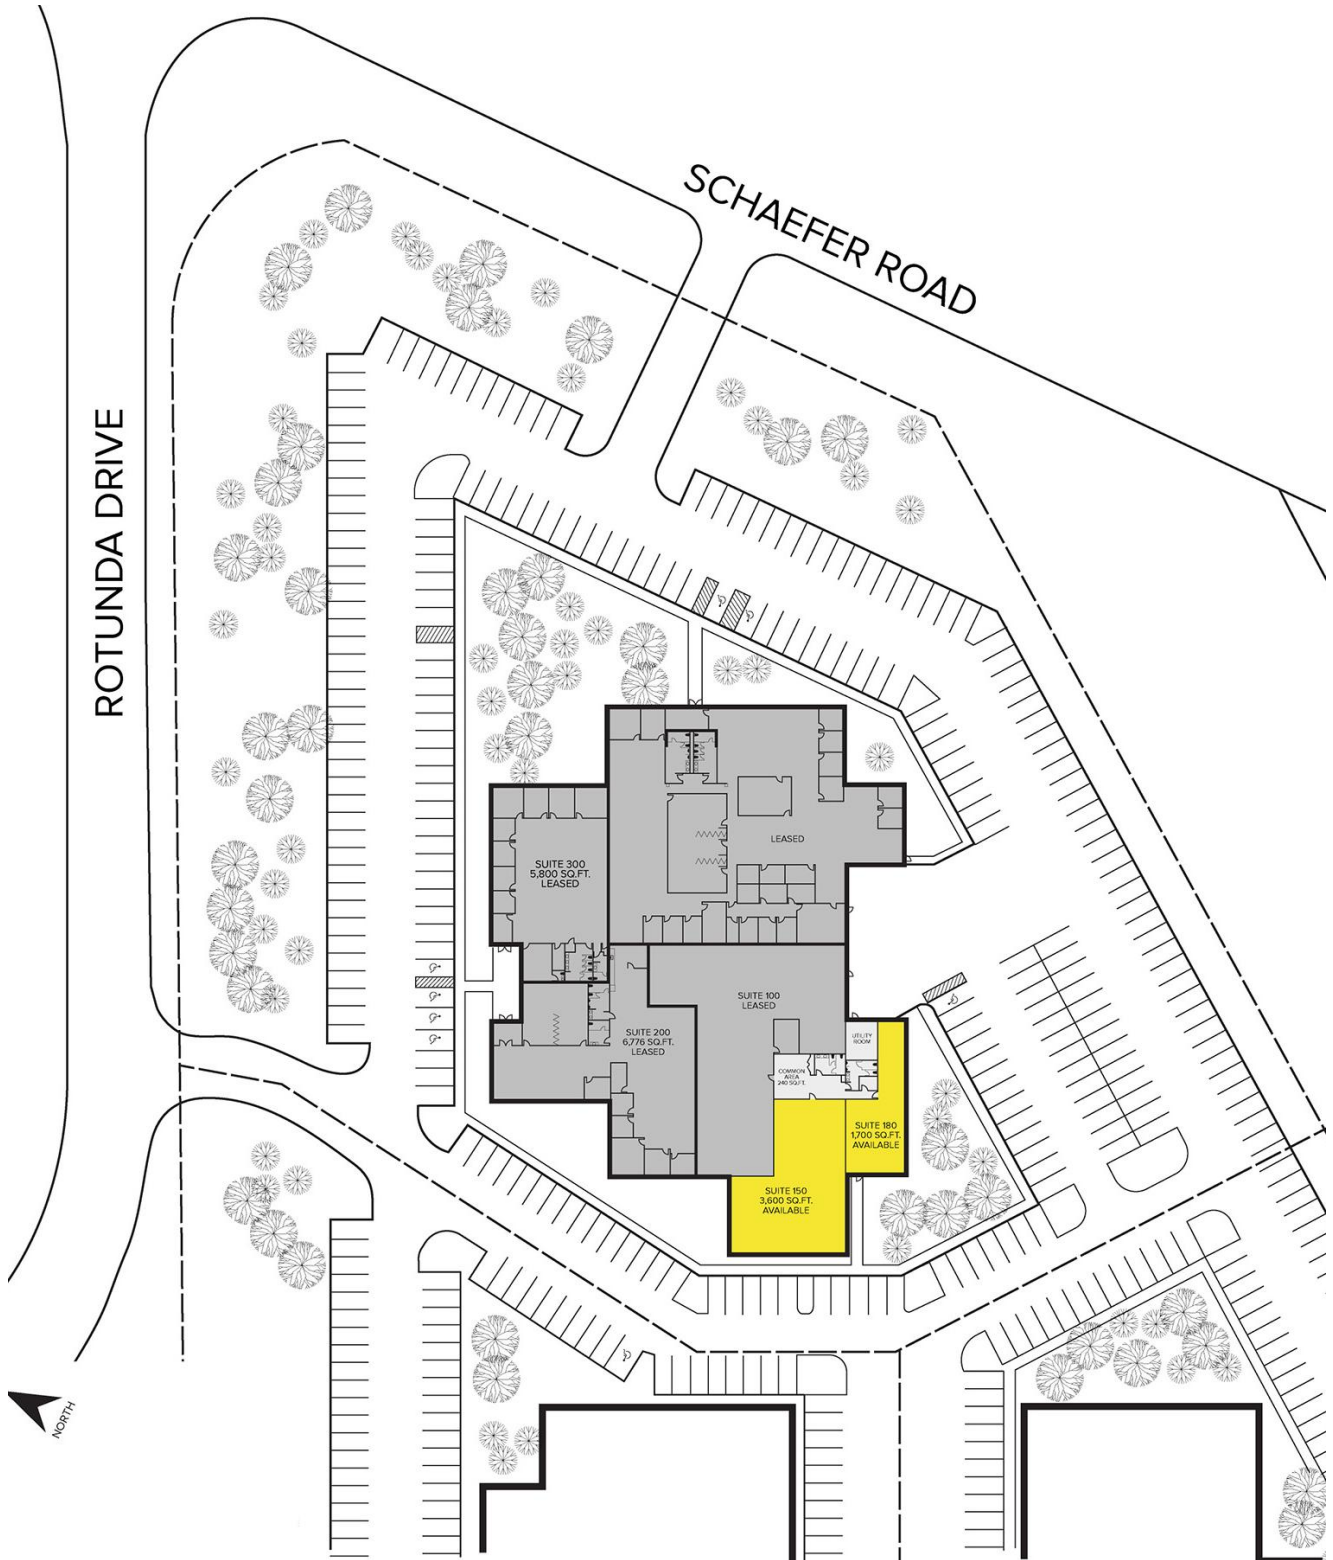 SCHAEFER ROAD
ROTUNDA DRIVE
LEASED
SUITE 300
5,800 SQ.FT.
LEASED
SUITE 100
LEASED
SUITE 200
6,776 SQ.FT.
LEASED
UTILITY
ROOM
COMMON
AREA
240 SQ.FT.
SUITE 180
1,700 SQ.FT.
AVAILABLE
SUITE 150
3,600 SQ.FT.
AVAILABLE
NORTH